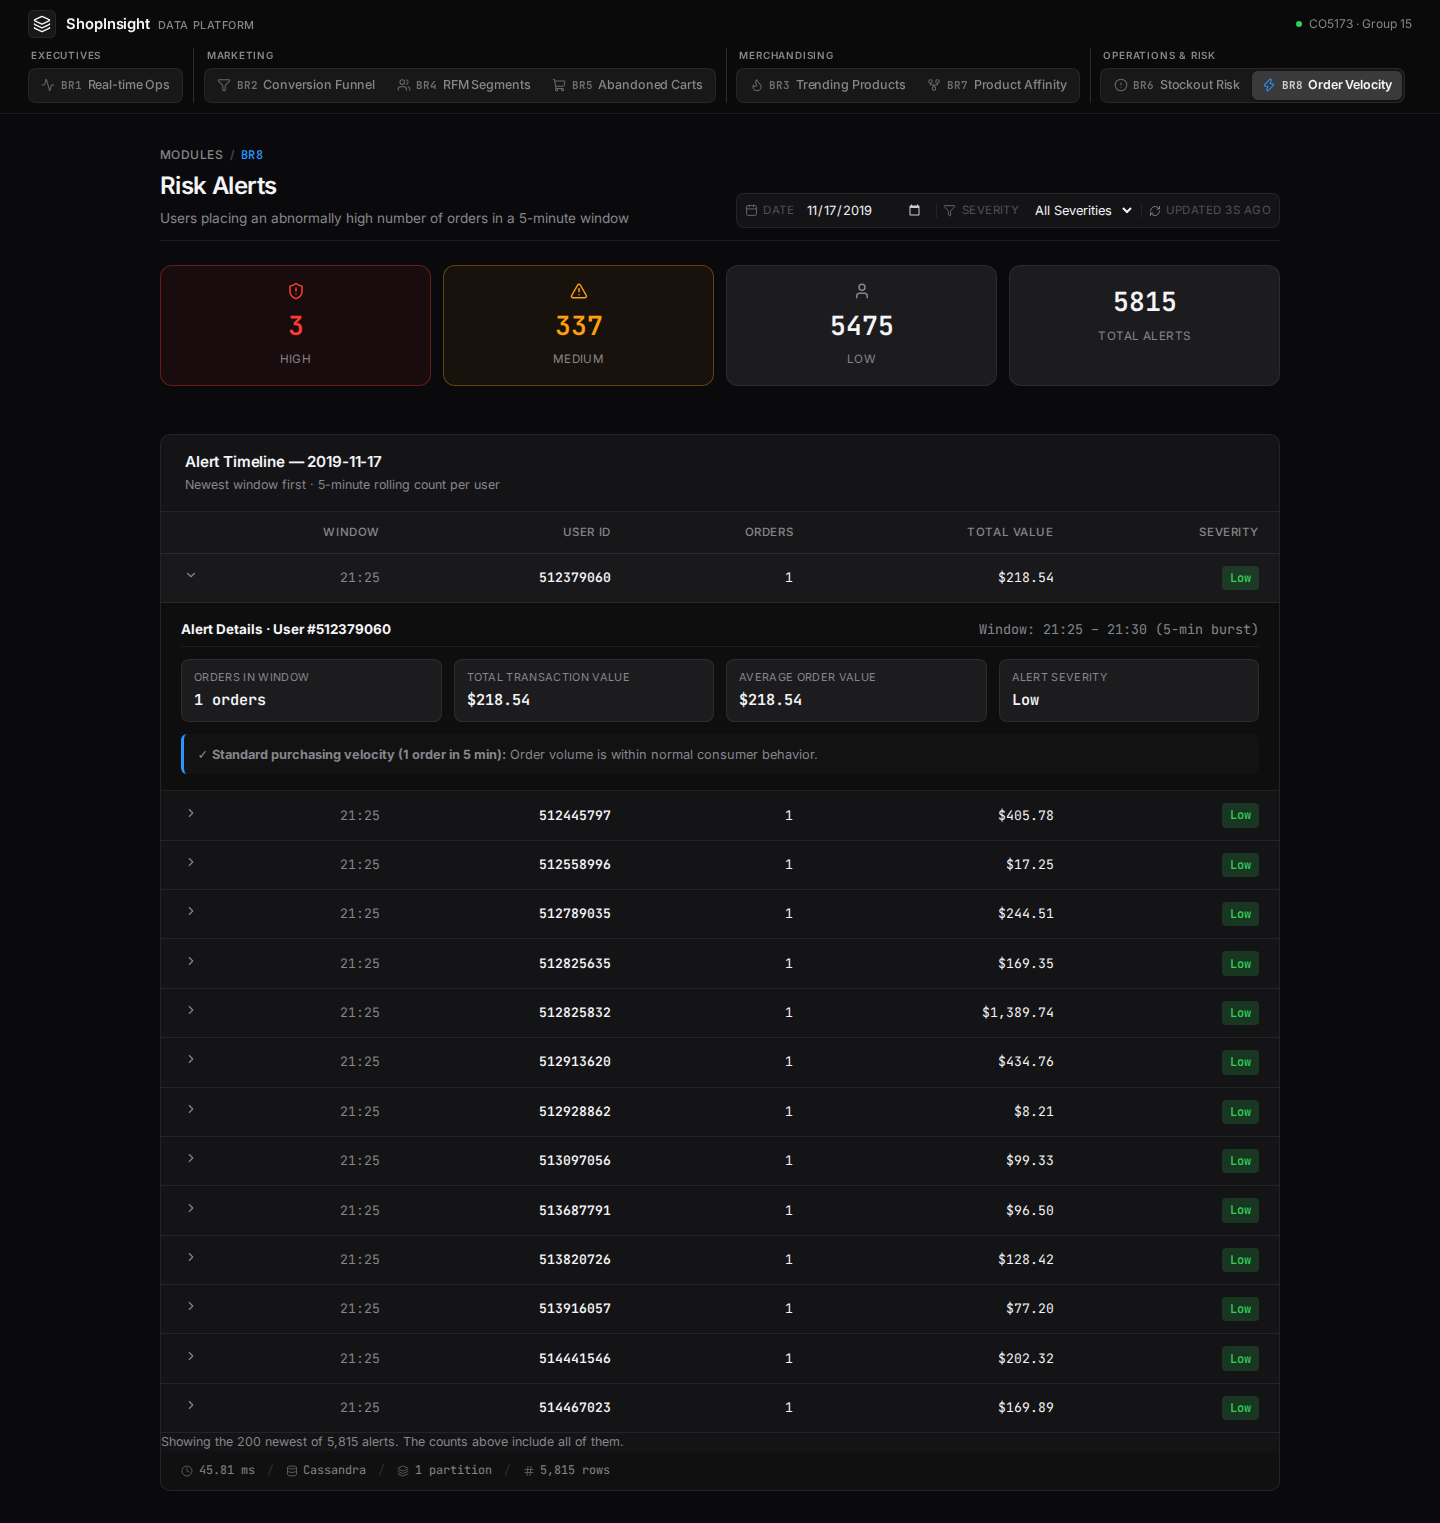 ShopInsight DATA PLATFORM
CO5173 · Group 15
EXECUTIVES
MARKETING
MERCHANDISING
OPERATIONS & RISK
BR1 Real-time Ops
BR2 Conversion Funnel
BR4 RFM Segments
BR5 Abandoned Carts
BR3 Trending Products
BR7 Product Affinity
BR6 Stockout Risk
BR8 Order Velocity
MODULES / BR8
Risk Alerts
Users placing an abnormally high number of orders in a 5-minute window
DATE 11/17/2019 SEVERITY All Severities UPDATED 3S AGO
3
HIGH
337
MEDIUM
5475
LOW
5815
TOTAL ALERTS
Alert Timeline — 2019-11-17
Newest window first · 5-minute rolling count per user
WINDOW USER ID ORDERS TOTAL VALUE SEVERITY
21:25 512379060 1 $218.54 Low
Alert Details · User #512379060
Window: 21:25 – 21:30 (5-min burst)
ORDERS IN WINDOW
1 orders
TOTAL TRANSACTION VALUE
$218.54
AVERAGE ORDER VALUE
$218.54
ALERT SEVERITY
Low
✓ Standard purchasing velocity (1 order in 5 min): Order volume is within normal consumer behavior.
21:25 512445797 1 $405.78 Low
21:25 512558996 1 $17.25 Low
21:25 512789035 1 $244.51 Low
21:25 512825635 1 $169.35 Low
21:25 512825832 1 $1,389.74 Low
21:25 512913620 1 $434.76 Low
21:25 512928862 1 $8.21 Low
21:25 513097056 1 $99.33 Low
21:25 513687791 1 $96.50 Low
21:25 513820726 1 $128.42 Low
21:25 513916057 1 $77.20 Low
21:25 514441546 1 $202.32 Low
21:25 514467023 1 $169.89 Low
Showing the 200 newest of 5,815 alerts. The counts above include all of them.
45.81 ms / Cassandra / 1 partition / 5,815 rows